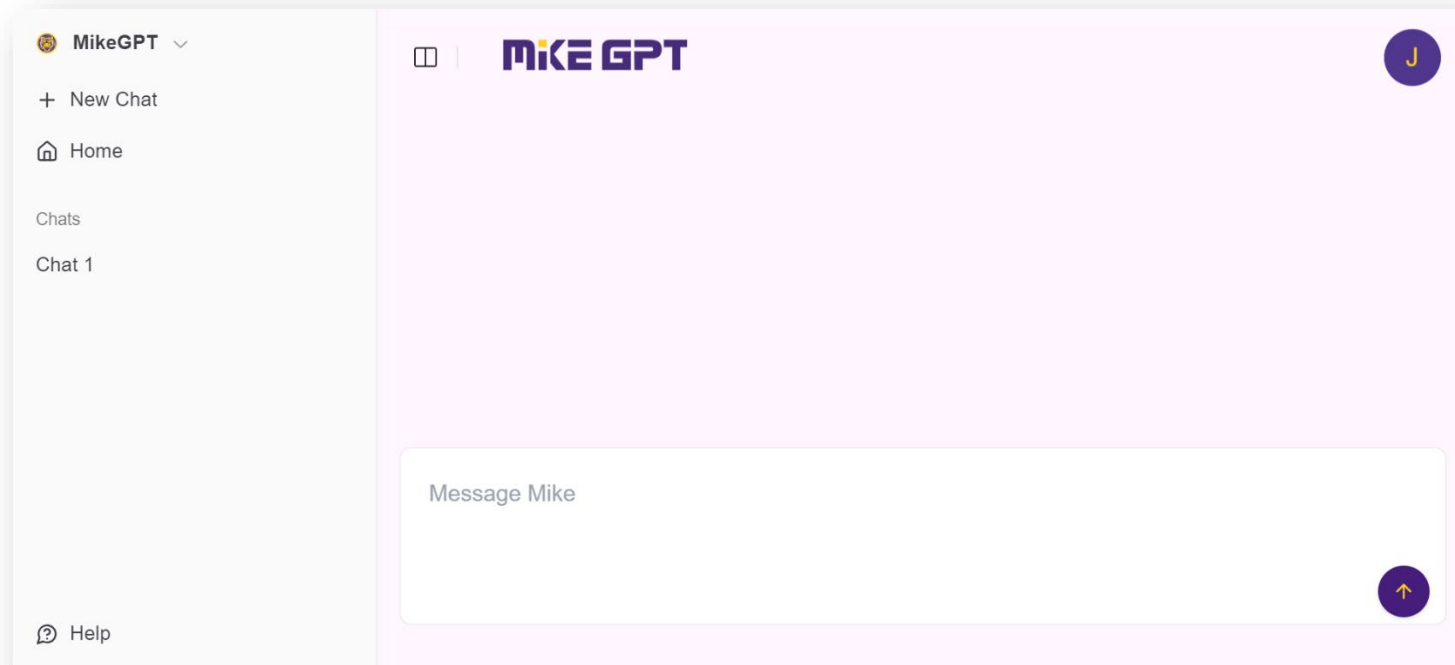 MikeGPT
New Chat
Home
Chats
Chat 1
Help
MiKE GPT
J
Message Mike